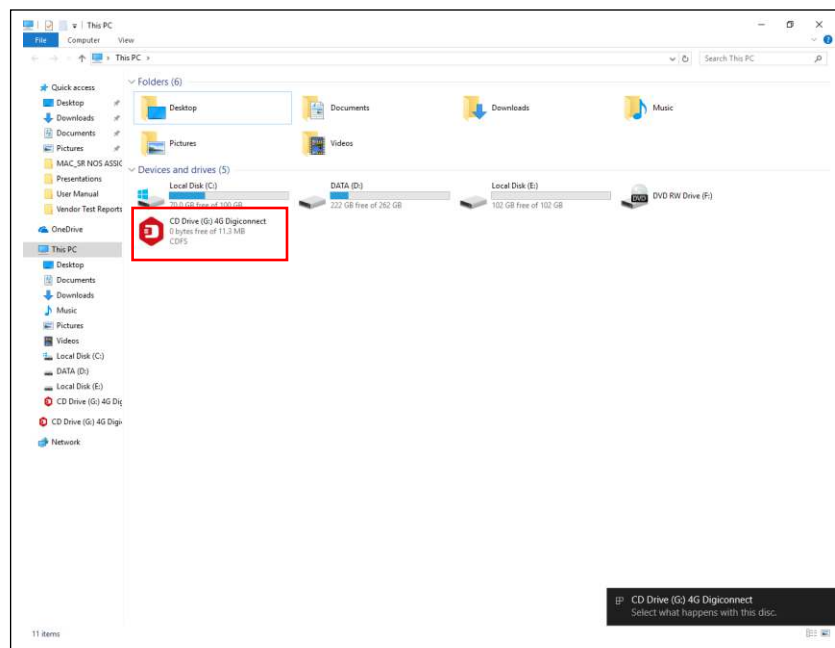 This PC
File Computer View
This PC
Search This PC
Quick access
Desktop
Downloads
Documents
Pictures
MAC_SR NOS ASSIG
Presentations
User Manual
Vendor Test Reports
OneDrive
This PC
Desktop
Documents
Downloads
Music
Pictures
Videos
Local Disk (C:)
DATA (D:)
Local Disk (E:)
CD Drive (G:) 4G Dig
CD Drive (G:) 4G Digi
Network
Folders (6)
Desktop Documents Downloads Music
Pictures Videos
Devices and drives (5)
Local Disk (C:)
70.0 GB free of 100 GB
DATA (D:)
222 GB free of 262 GB
Local Disk (E:)
102 GB free of 102 GB
DVD RW Drive (F:)
DVD
CD Drive (G:) 4G Digiconnect
0 bytes free of 11.3 MB
CDFS
CD Drive (G:) 4G Digiconnect
Select what happens with this disc.
11 items